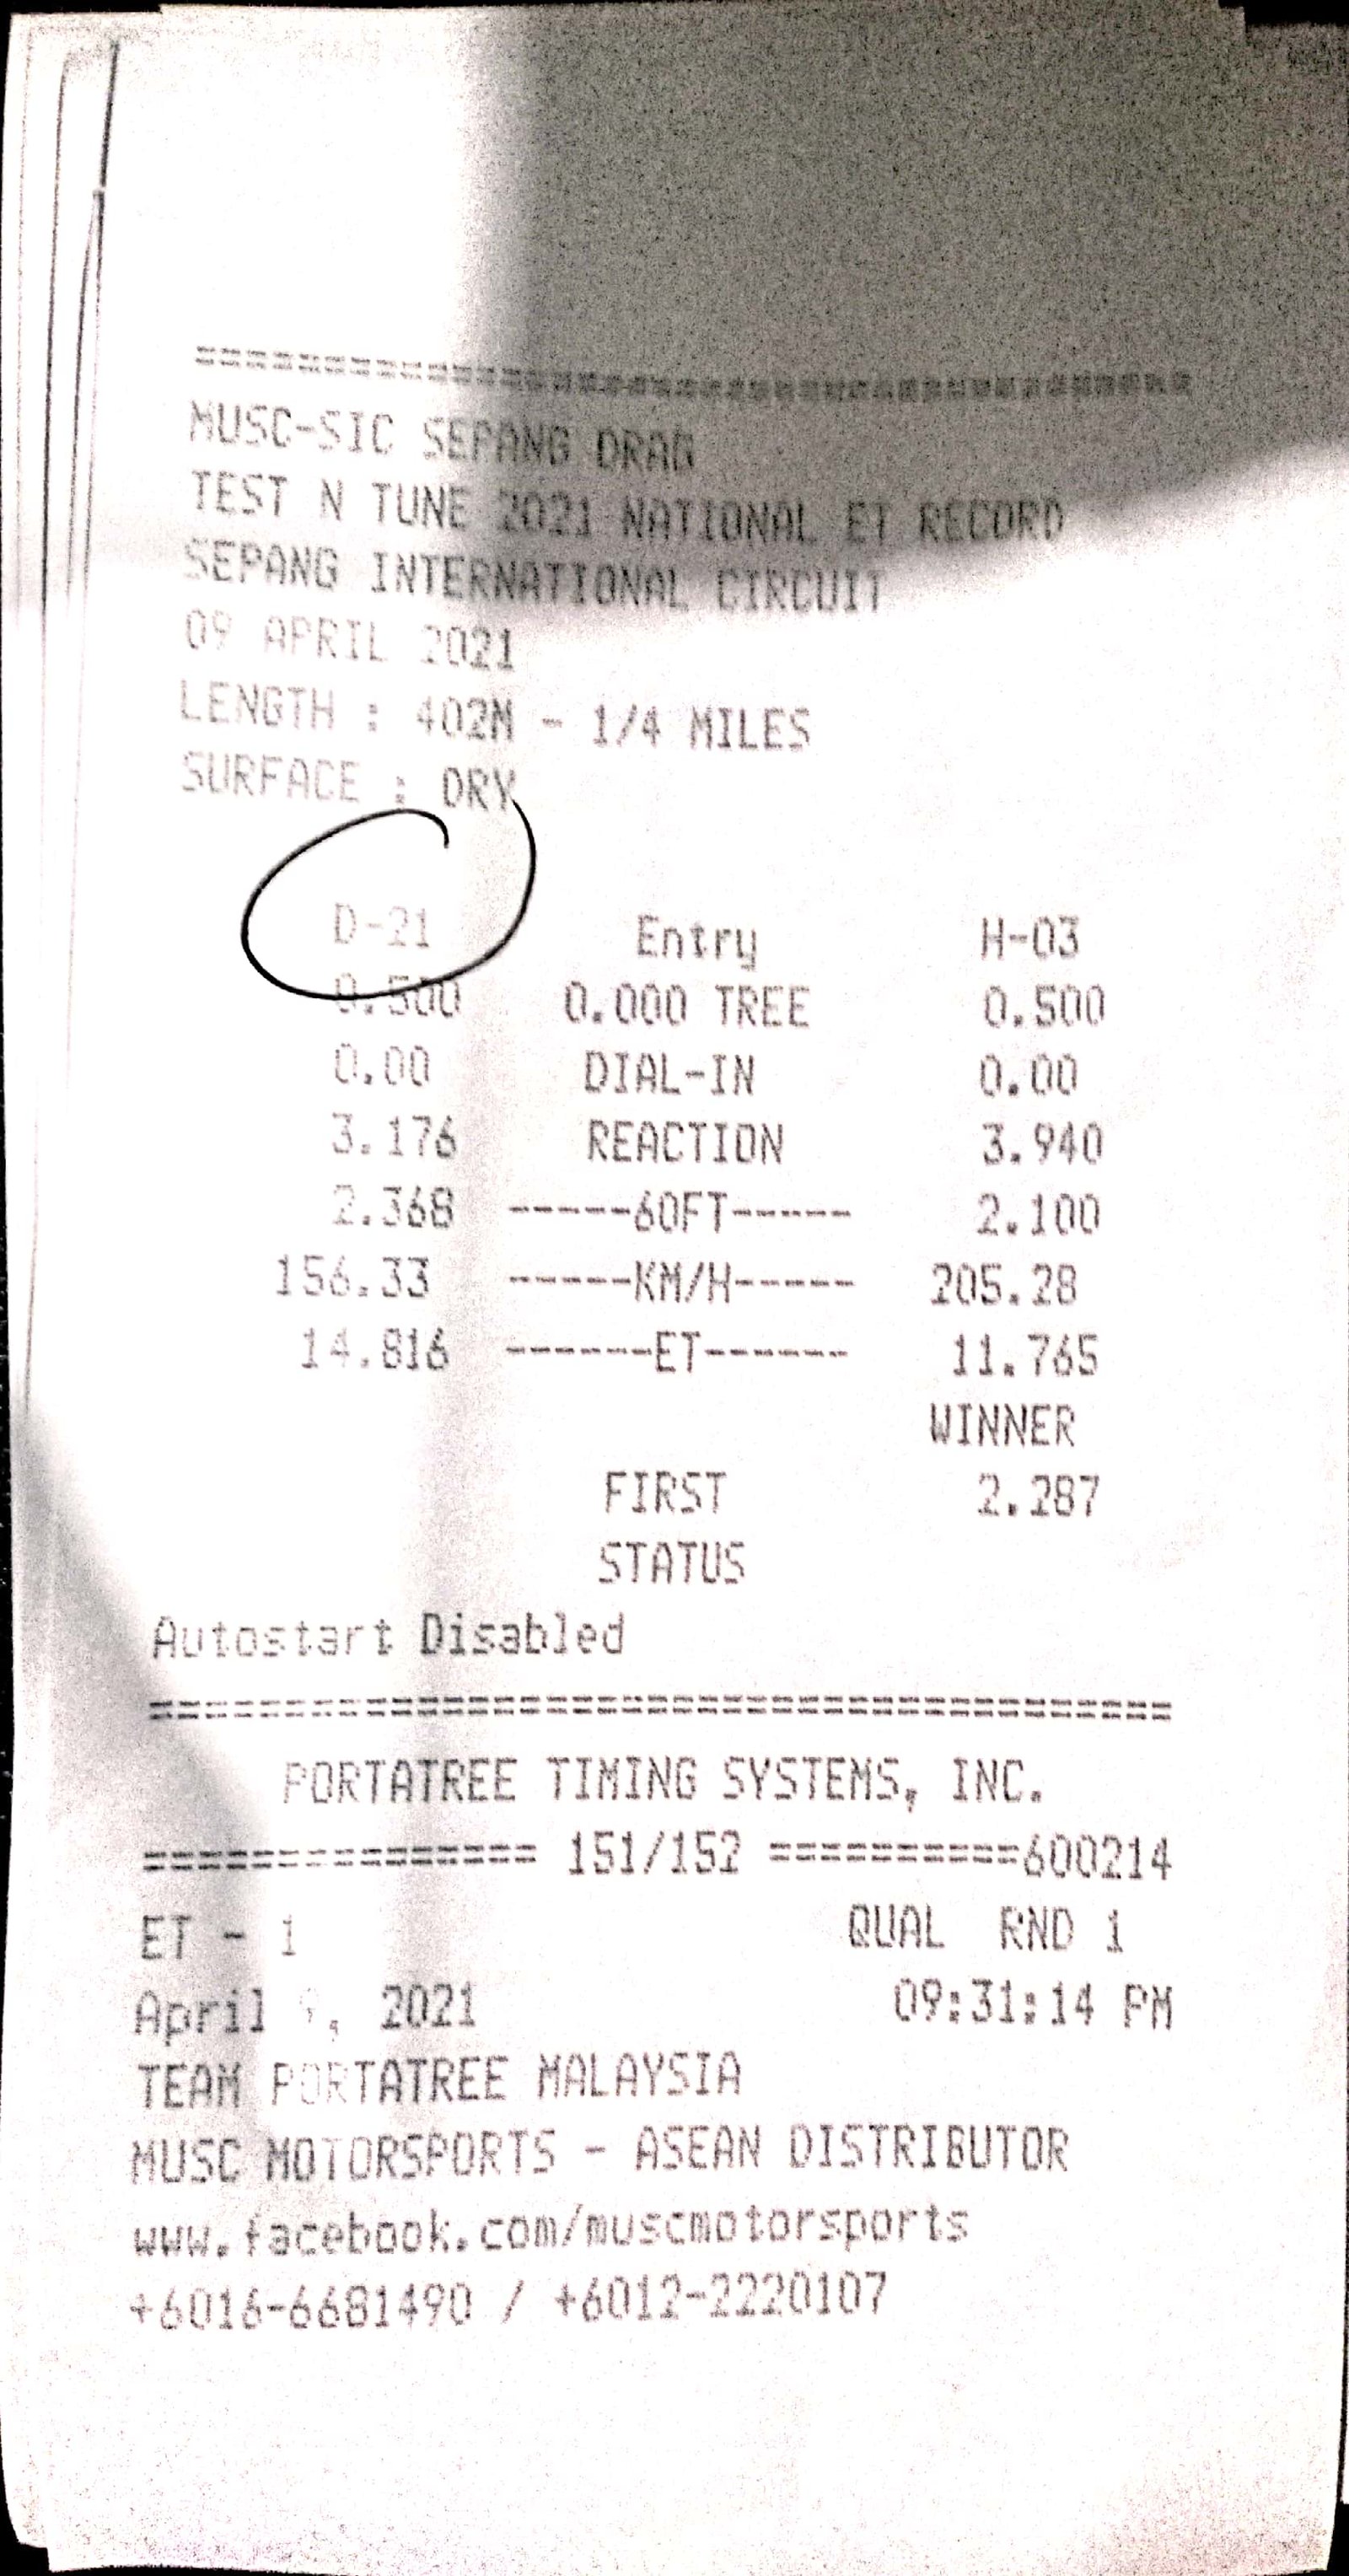 ================================
MUSC-SIC SEPANG DRAG
TEST N TUNE 2021 NATIONAL ET RECORD
SEPANG INTERNATIONAL CIRCUIT
09 APRIL 2021
LENGTH : 402M - 1/4 MILES
SURFACE : DRY
D-21 Entry H-03
0.500 0.000 TREE 0.500
0.00 DIAL-IN 0.00
3.176 REACTION 3.940
2.368 -----60FT----- 2.100
156.33 -----KM/H----- 205.28
14.816 ------ET------ 11.765
WINNER
FIRST 2.287
STATUS
Autostart Disabled
================================
PORTATREE TIMING SYSTEMS, INC.
=============== 151/152 ==========600214
ET - 1 QUAL RND 1
April 9, 2021 09:31:14 PM
TEAM PORTATREE MALAYSIA
MUSC MOTORSPORTS - ASEAN DISTRIBUTOR
www.facebook.com/muscmotorsports
+6016-6681490 / +6012-2220107